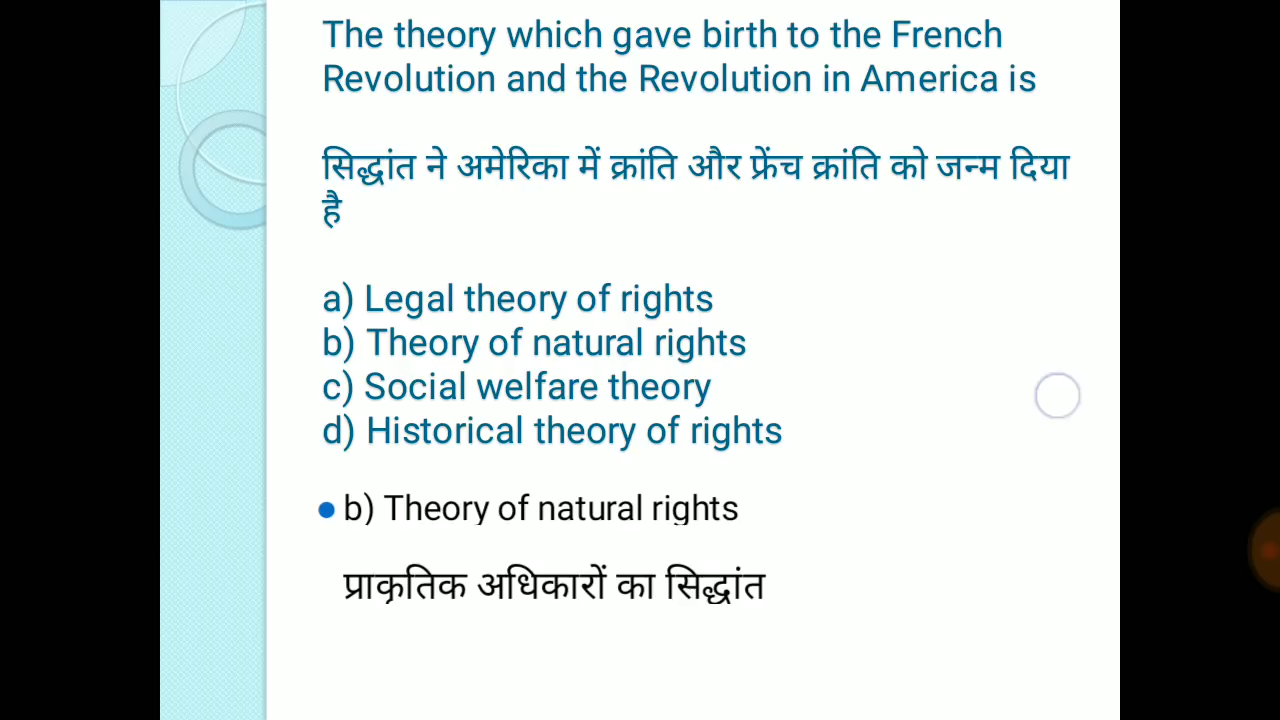 The theory which gave birth to the French
Revolution and the Revolution in America is
सिद्धांत ने अमेरिका में क्रांति और फ्रेंच क्रांति को जन्म दिया
है
a) Legal theory of rights
b) Theory of natural rights
c) Social welfare theory
d) Historical theory of rights
b) Theory of natural rights
प्राकृतिक अधिकारों का सिद्धांत